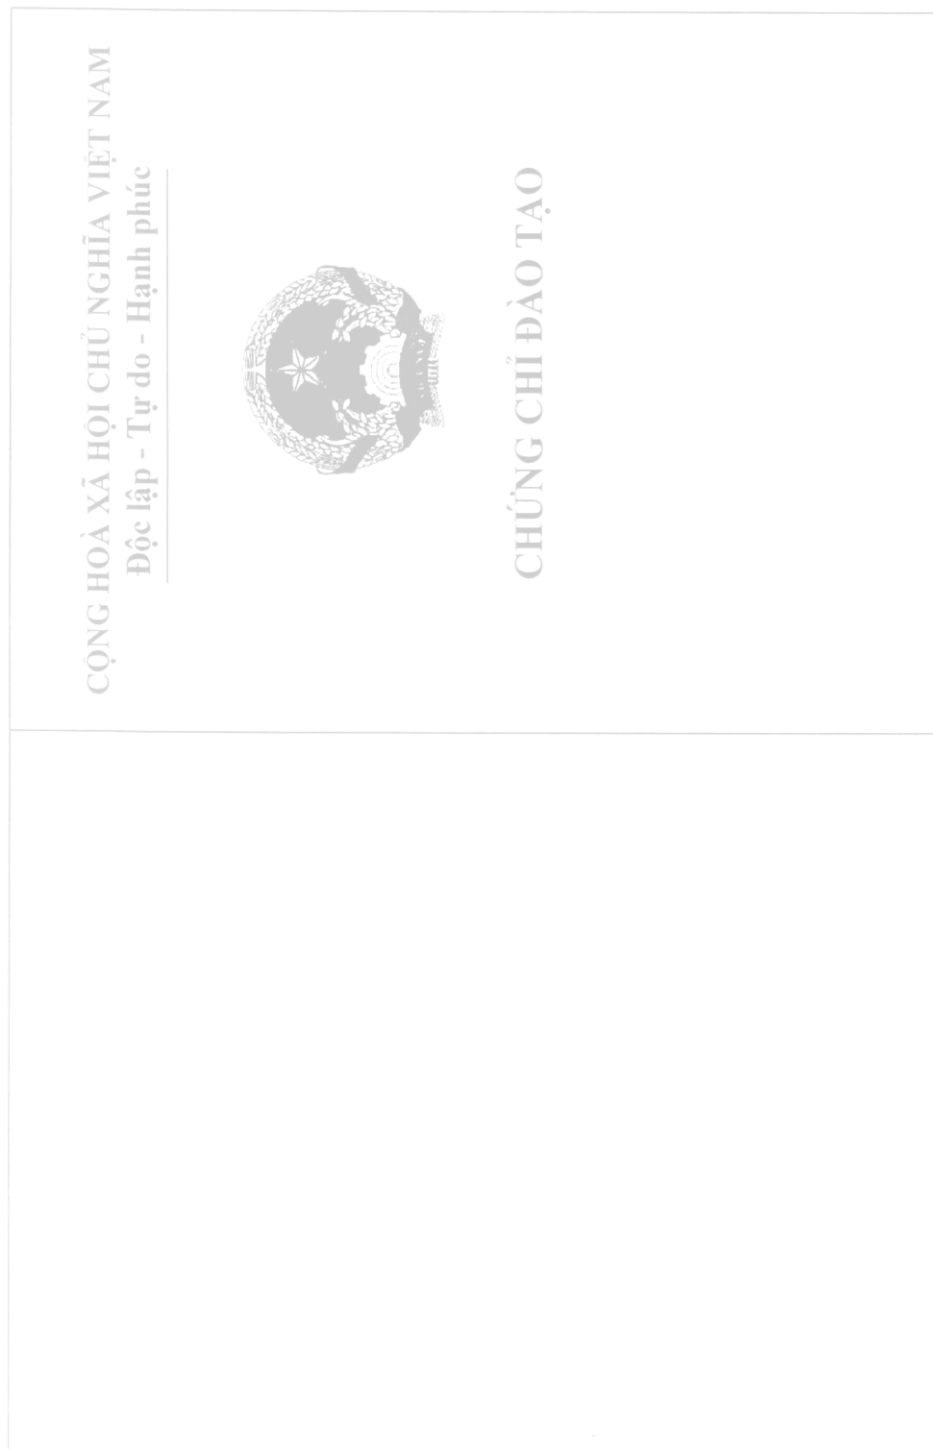 CỘNG HOÀ XÃ HỘI CHỦ NGHĨA VIỆT NAM
Độc lập - Tự do - Hạnh phúc
CHỨNG CHỈ ĐÀO TẠO